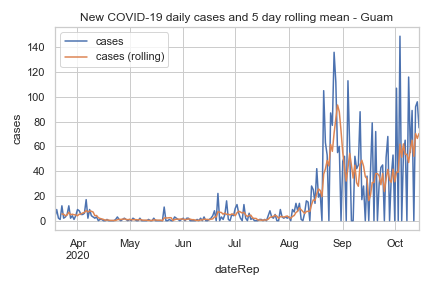 New COVID-19 daily cases and 5 day rolling mean - Guam
cases
cases (rolling)
140
120
100
80
60
40
20
0
cases
Apr
2020
May
Jun
Jul
Aug
Sep
Oct
dateRep